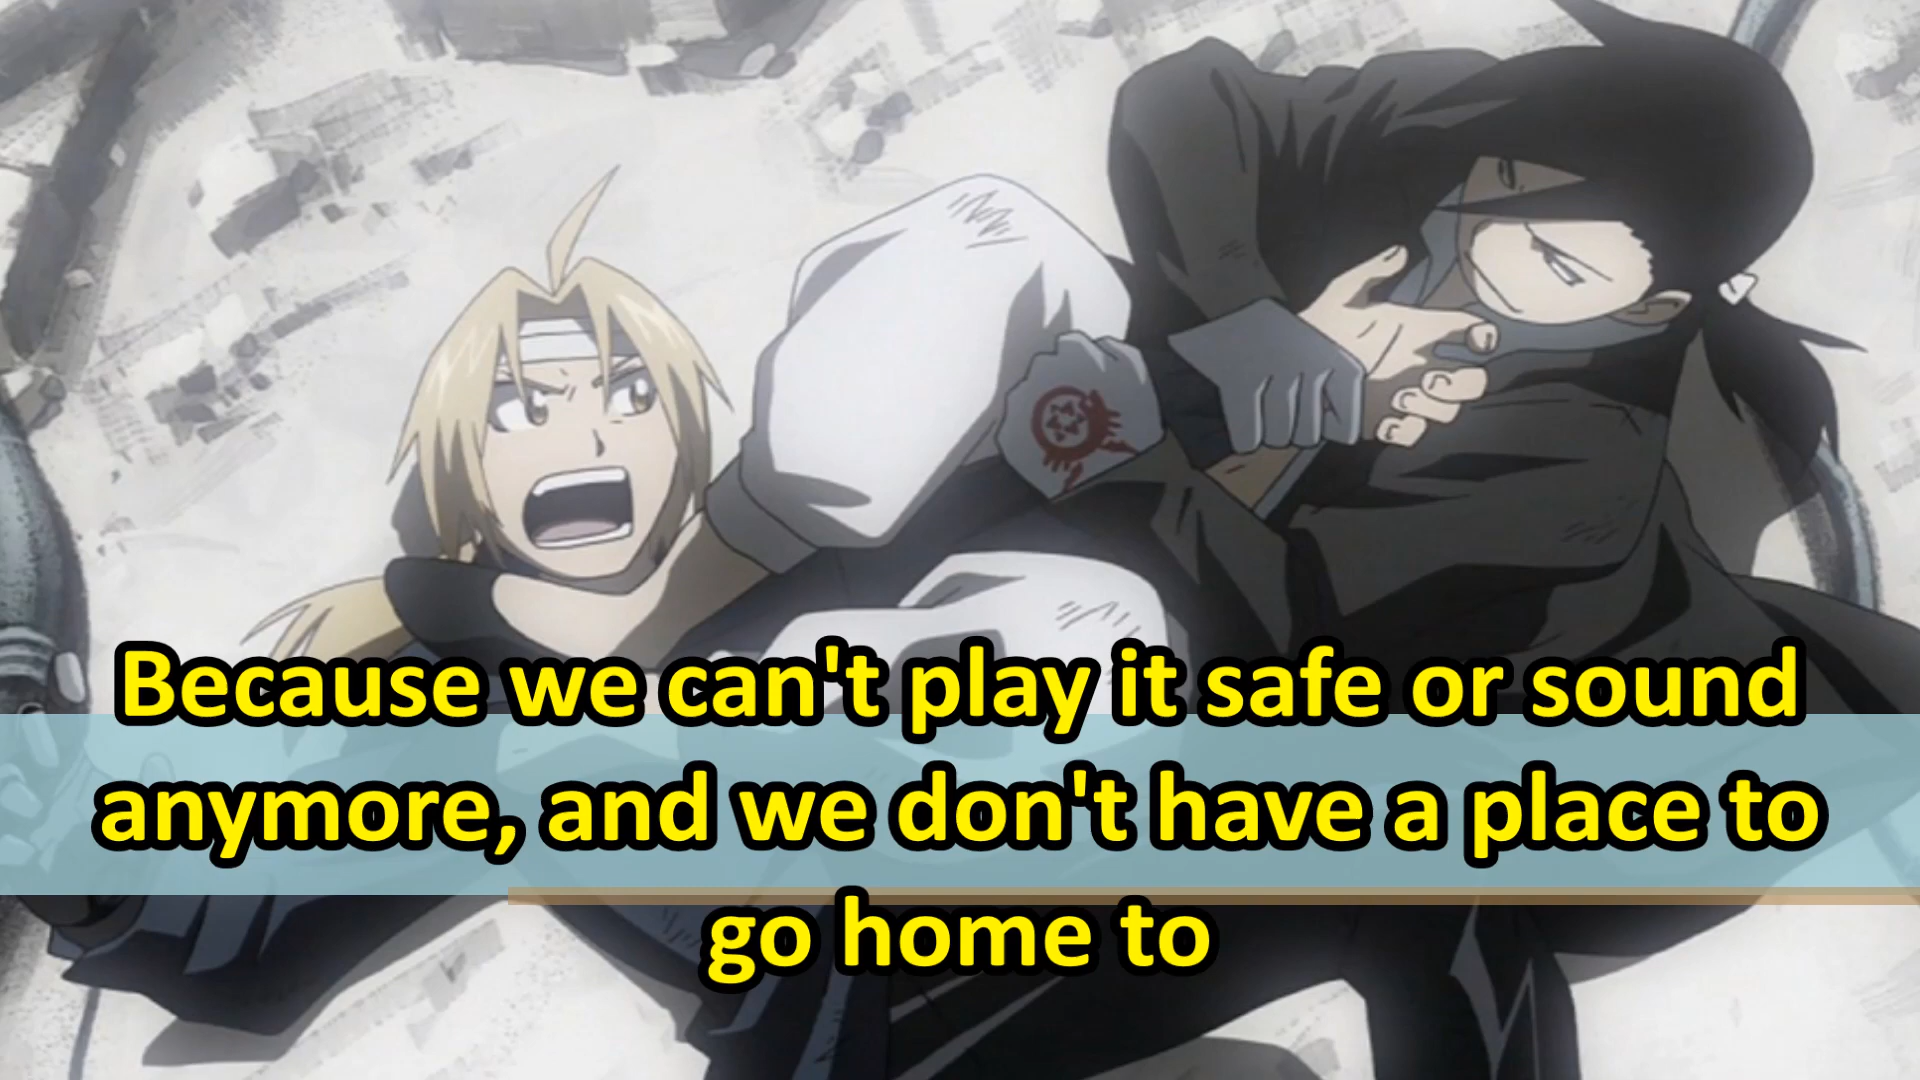 Because we can't play it safe or sound
anymore, and we don't have a place to
go home to